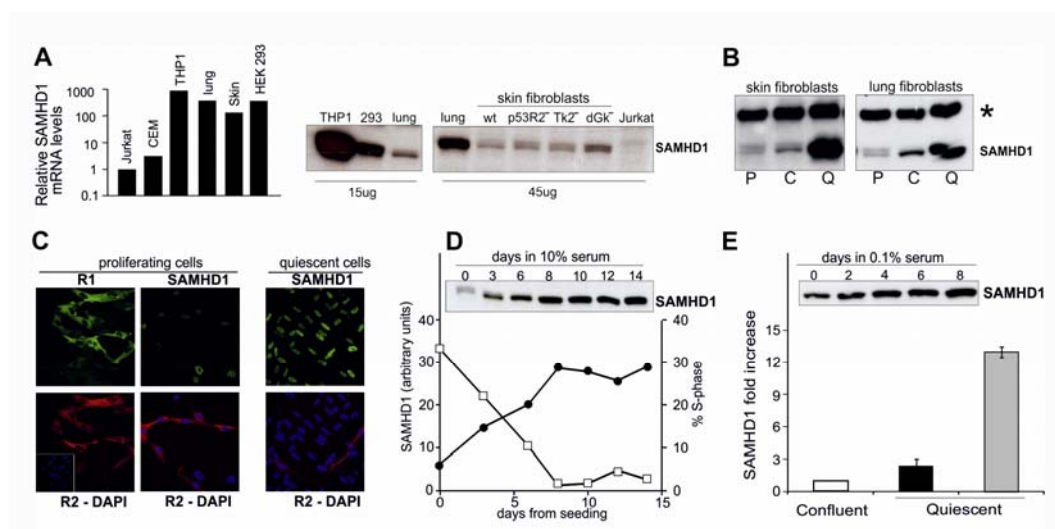 A
Relative SAMHD1
mRNA levels
1000
100
10
1
0.1
Jurkat
CEM
THP1
lung
Skin
HEK 293
THP1 293 lung
15ug
skin fibroblasts
lung wt p53R2⁻ Tk2⁻ dGk⁻ Jurkat
SAMHD1
45ug
B
skin fibroblasts
lung fibroblasts
*
SAMHD1
P C Q
P C Q
C
proliferating cells
R1 SAMHD1
quiescent cells
SAMHD1
R2 - DAPI
R2 - DAPI
R2 - DAPI
D
days in 10% serum
0 3 6 8 10 12 14
SAMHD1
SAMHD1 (arbitrary units)
40
30
20
10
0
% S-phase
40
30
20
10
0
0 5 10 15
days from seeding
E
days in 0.1% serum
0 2 4 6 8
SAMHD1
SAMHD1 fold increase
15
12
9
6
3
0
Confluent
Quiescent